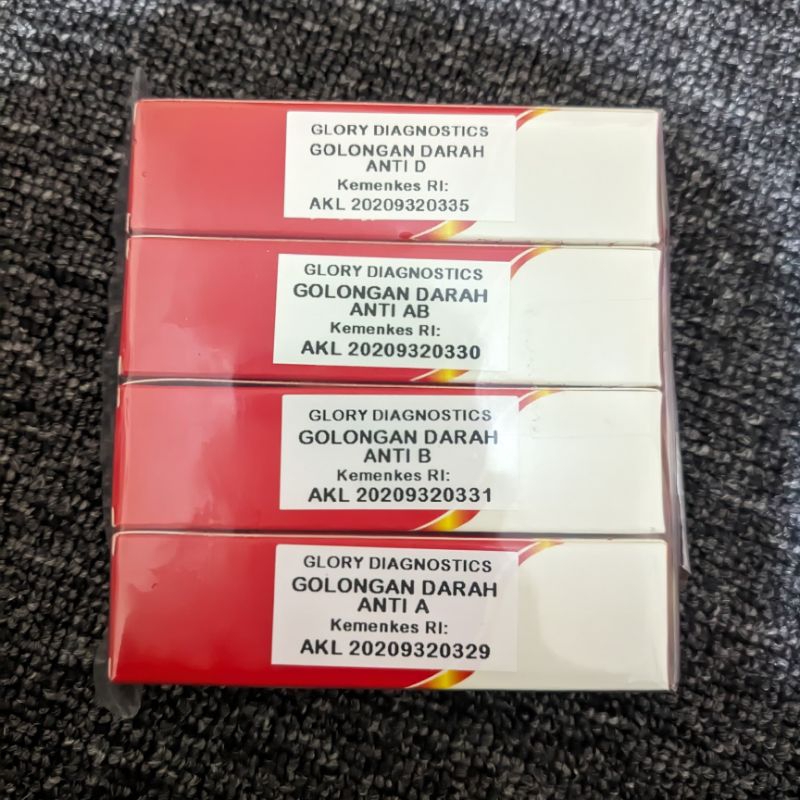 GLORY DIAGNOSTICS
GOLONGAN DARAH
ANTI D
Kemenkes RI:
AKL 20209320335
GLORY DIAGNOSTICS
GOLONGAN DARAH
ANTI AB
Kemenkes RI:
AKL 20209320330
GLORY DIAGNOSTICS
GOLONGAN DARAH
ANTI B
Kemenkes RI:
AKL 20209320331
GLORY DIAGNOSTICS
GOLONGAN DARAH
ANTI A
Kemenkes RI:
AKL 20209320329